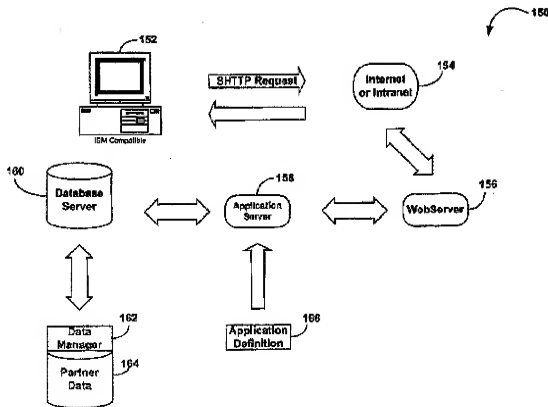 150
152
SHTTP Request
Internet
or Intranet
154
IBM Compatible
160
Database
Server
158
Application
Server
WebServer
156
Data
Manager
162
Partner
Data
164
Application
Definition
166